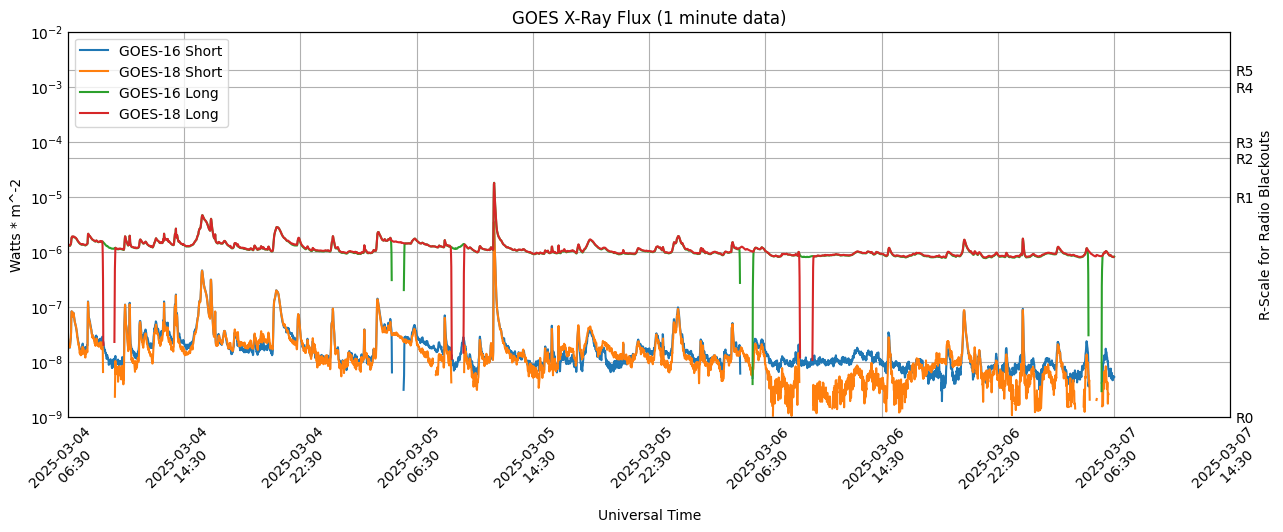 GOES X-Ray Flux (1 minute data)
GOES-16 Short
GOES-18 Short
GOES-16 Long
GOES-18 Long
Watts * m^-2
10^-2
10^-3
10^-4
10^-5
10^-6
10^-7
10^-8
10^-9
R5
R4
R3
R2
R1
R0
R-Scale for Radio Blackouts
2025-03-04
06:30
2025-03-04
14:30
2025-03-04
22:30
2025-03-05
06:30
2025-03-05
14:30
2025-03-05
22:30
2025-03-06
06:30
2025-03-06
14:30
2025-03-06
22:30
2025-03-07
06:30
2025-03-07
14:30
Universal Time